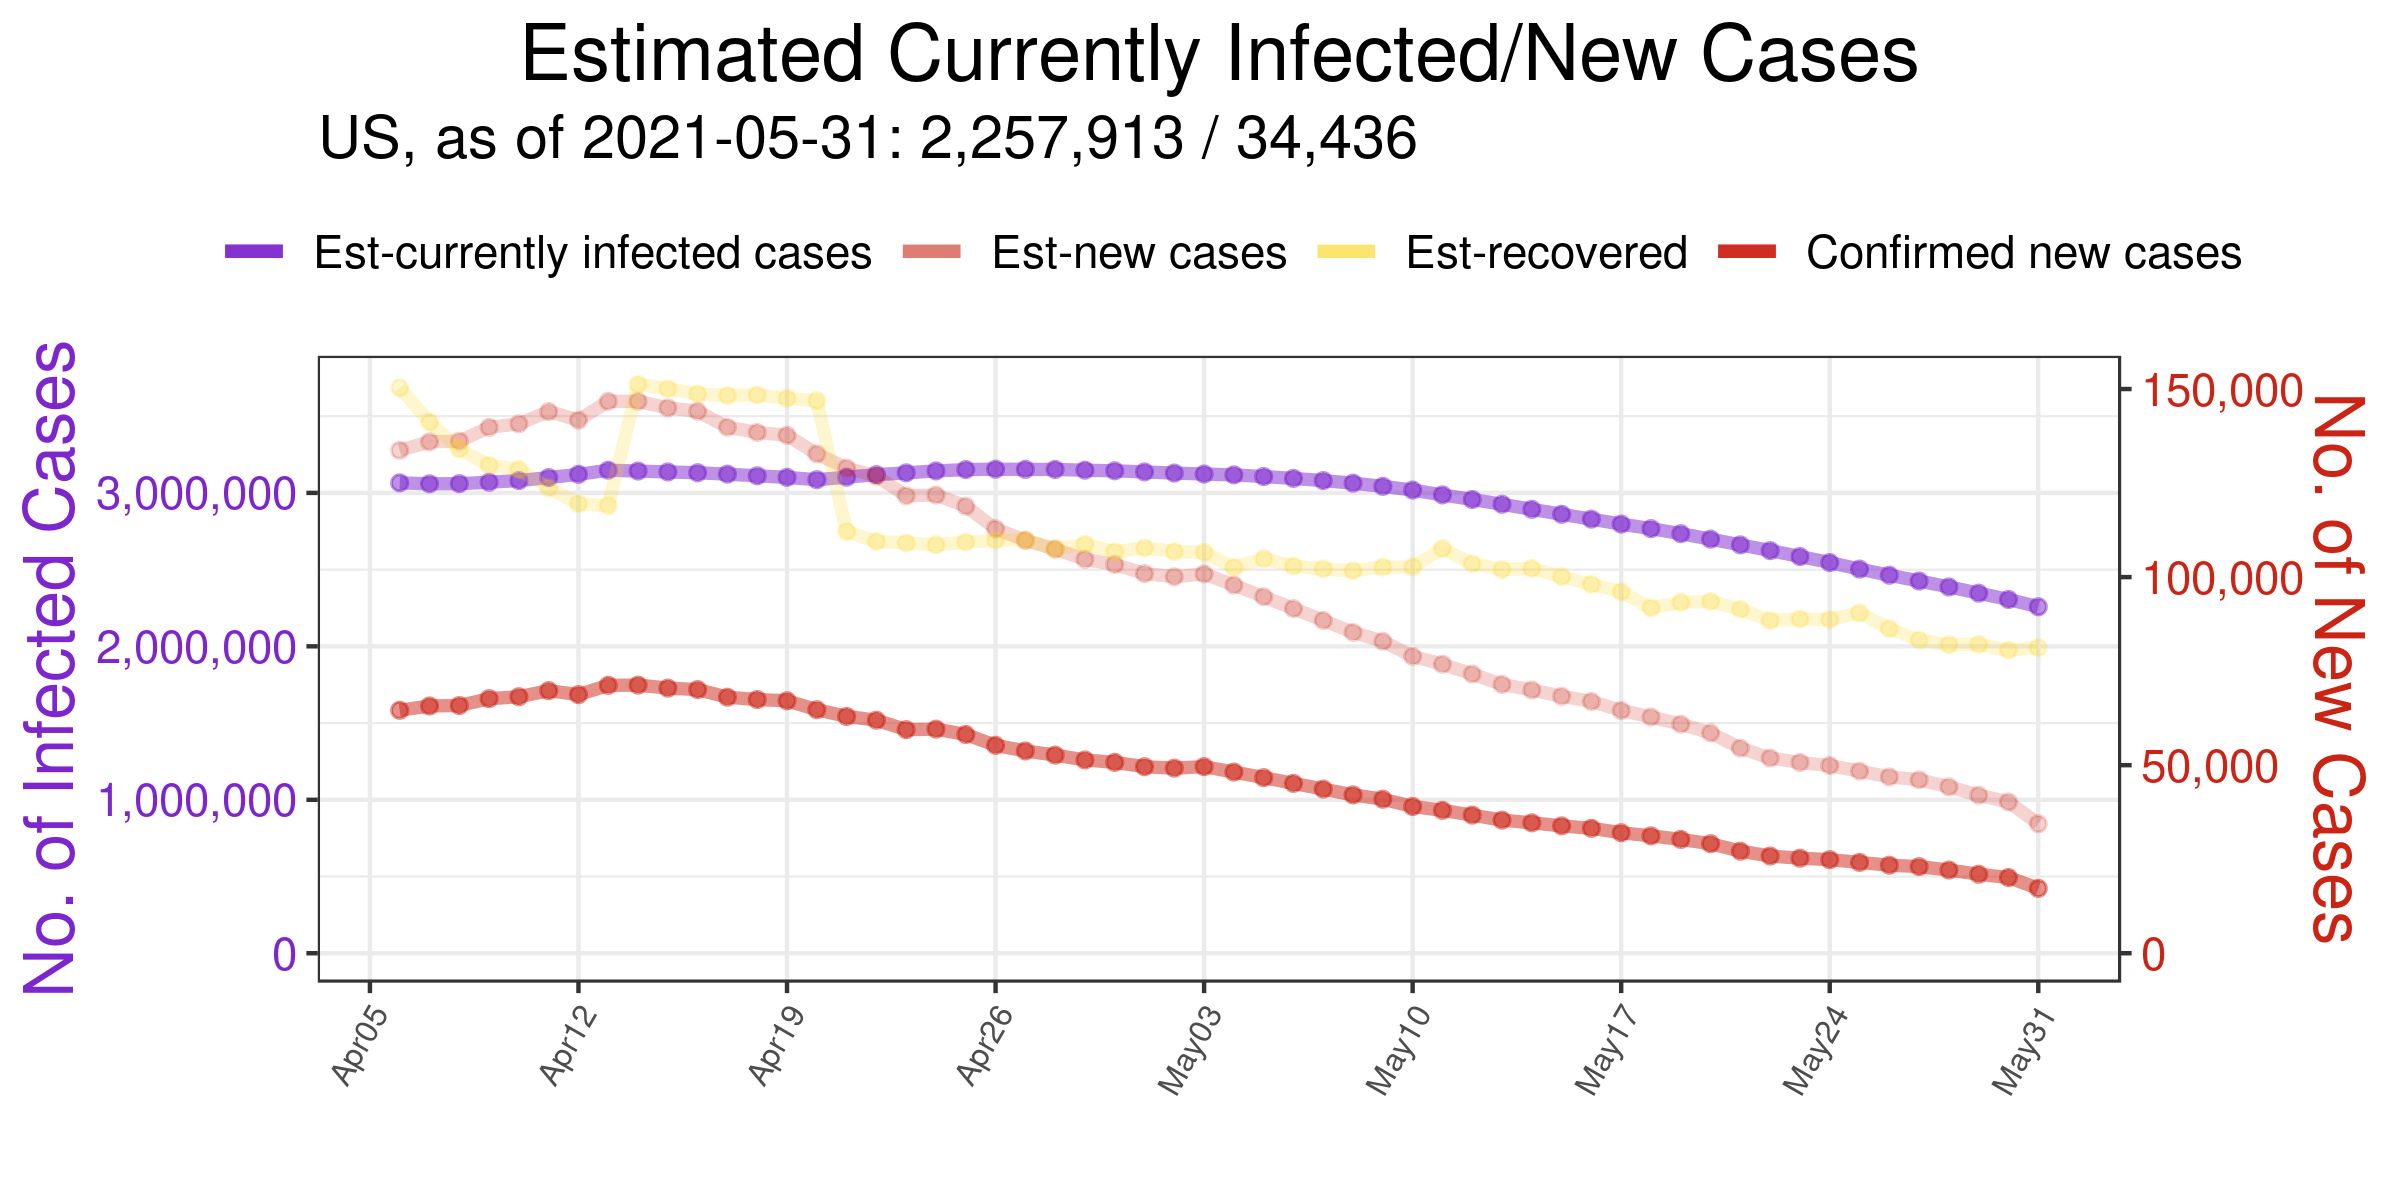 Estimated Currently Infected/New Cases
US, as of 2021-05-31: 2,257,913 / 34,436
Est-currently infected cases Est-new cases Est-recovered Confirmed new cases
No. of Infected Cases
3,000,000
2,000,000
1,000,000
0
150,000
100,000
50,000
0
No. of New Cases
Apr05 Apr12 Apr19 Apr26 May03 May10 May17 May24 May31